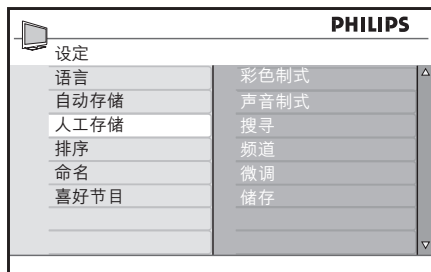 PHILIPS
设定
语言
自动存储
人工存储
排序
命名
喜好节目
彩色制式
声音制式
搜寻
频道
微调
储存